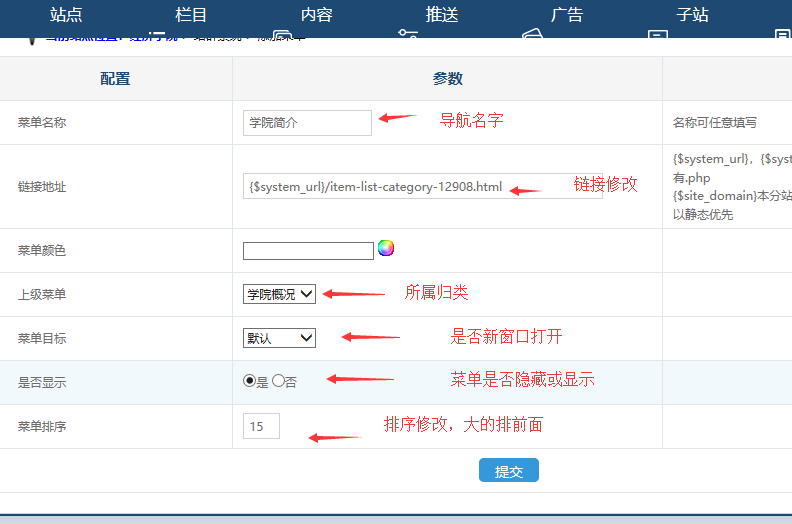 站点 栏目 内容 推送 广告 子站
配置 参数
菜单名称 学院简介 导航名字 名称可任意填写
链接地址 {$system_url}/item-list-category-12908.html 链接修改
{$system_url}，{$syst
有.php
{$site_domain}本分站
以静态优先
菜单颜色
上级菜单 学院概况 所属归类
菜单目标 默认 是否新窗口打开
是否显示 是 否 菜单是否隐藏或显示
菜单排序 15 排序修改，大的排前面
提交